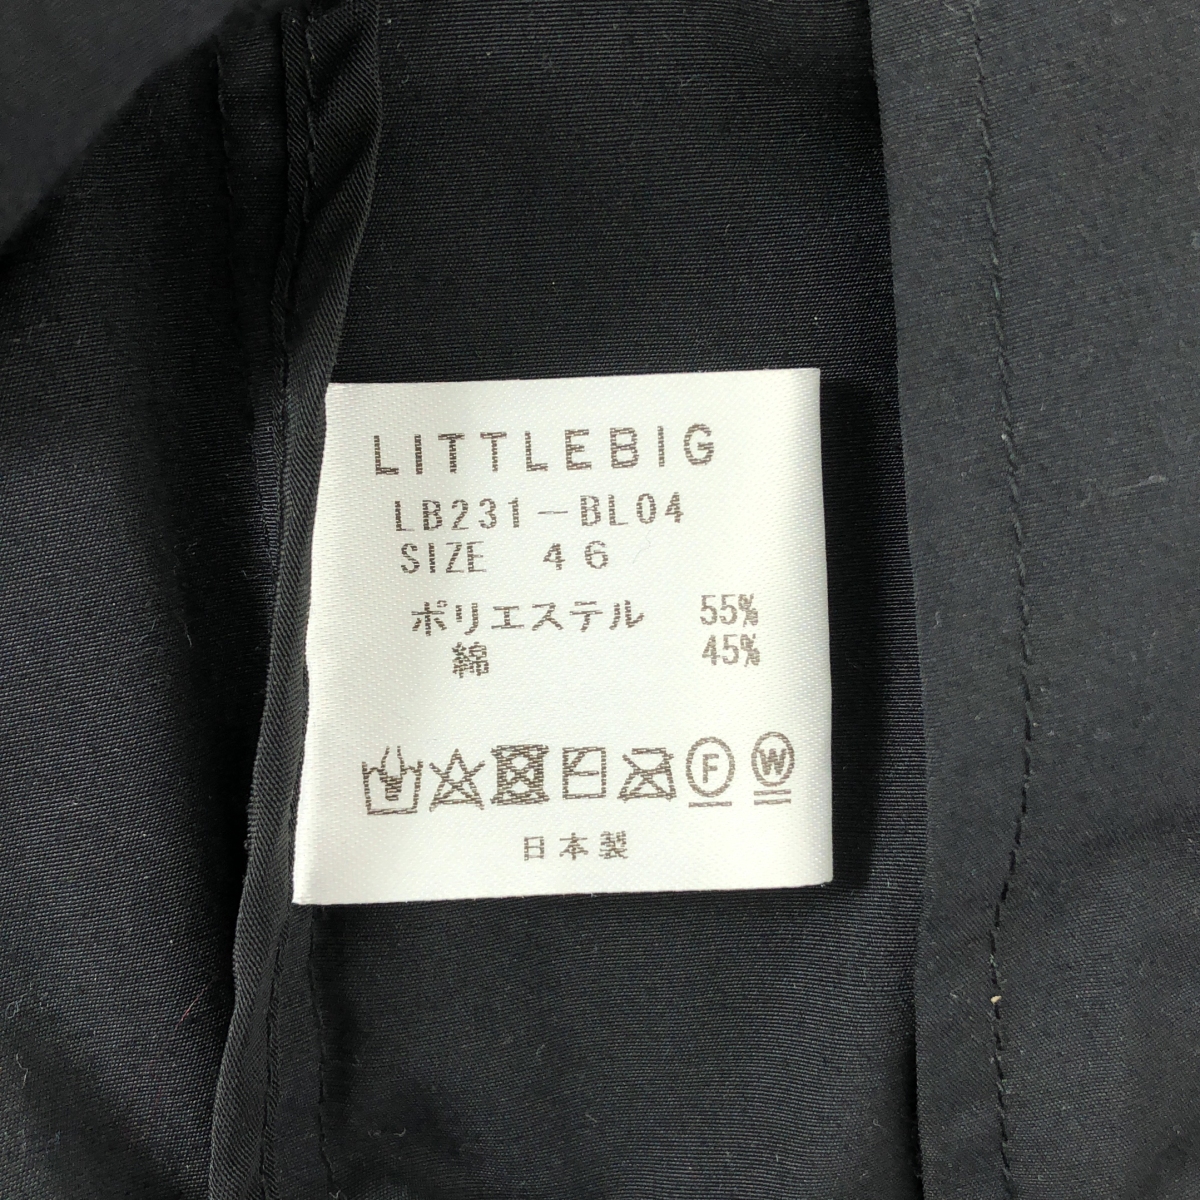 LITTLEBIG
LB231-BL04
SIZE 46
ポリエステル 55%
綿 45%
F W
日本製